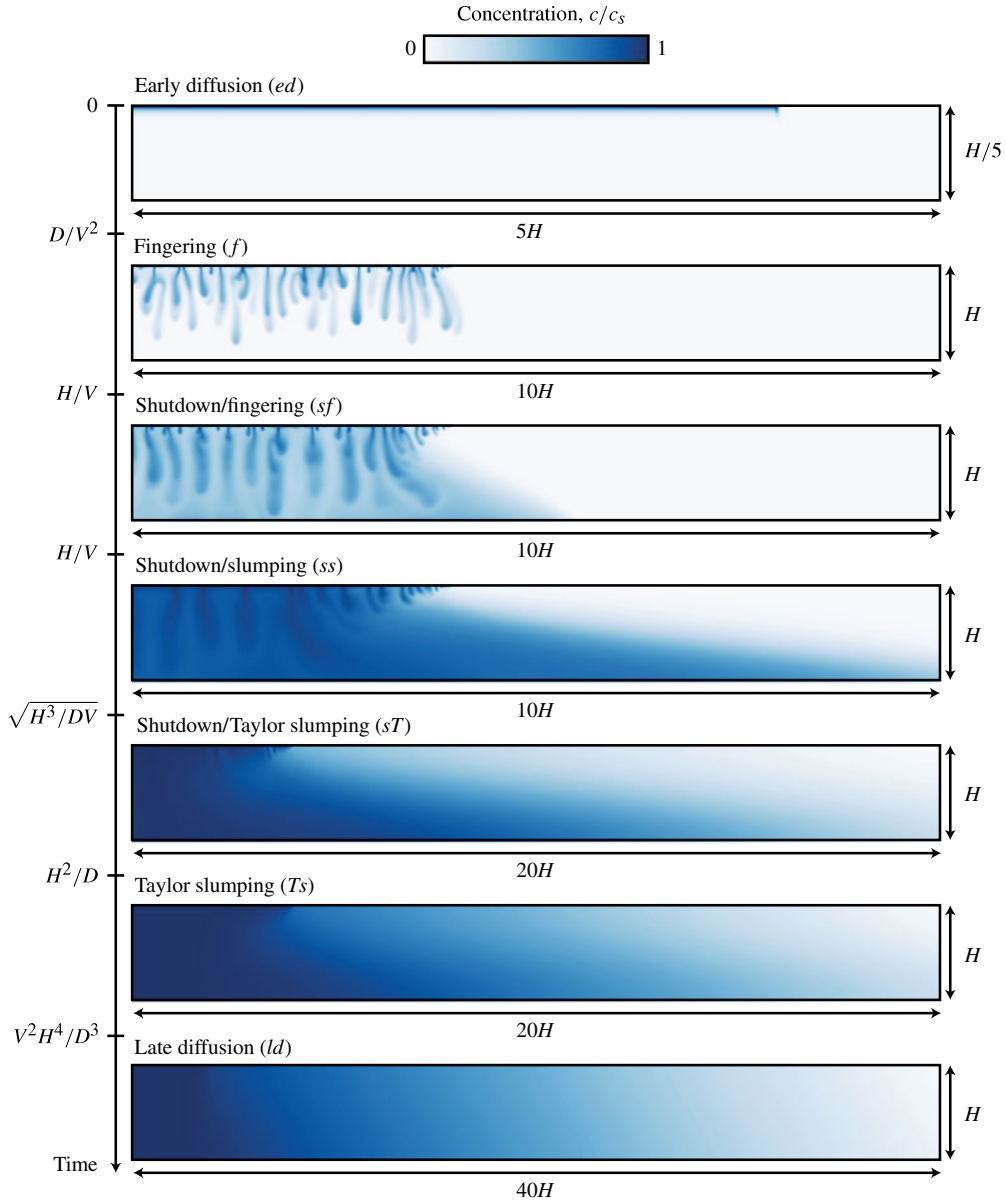 Concentration, c/c_s
0 1
Early diffusion (ed)
0
H/5
5H
D/V^2
Fingering (f)
H
10H
H/V
Shutdown/fingering (sf)
H
10H
H/V
Shutdown/slumping (ss)
H
10H
√(H^3/DV)
Shutdown/Taylor slumping (sT)
H
20H
H^2/D
Taylor slumping (Ts)
H
20H
V^2H^4/D^3
Late diffusion (ld)
H
Time
40H